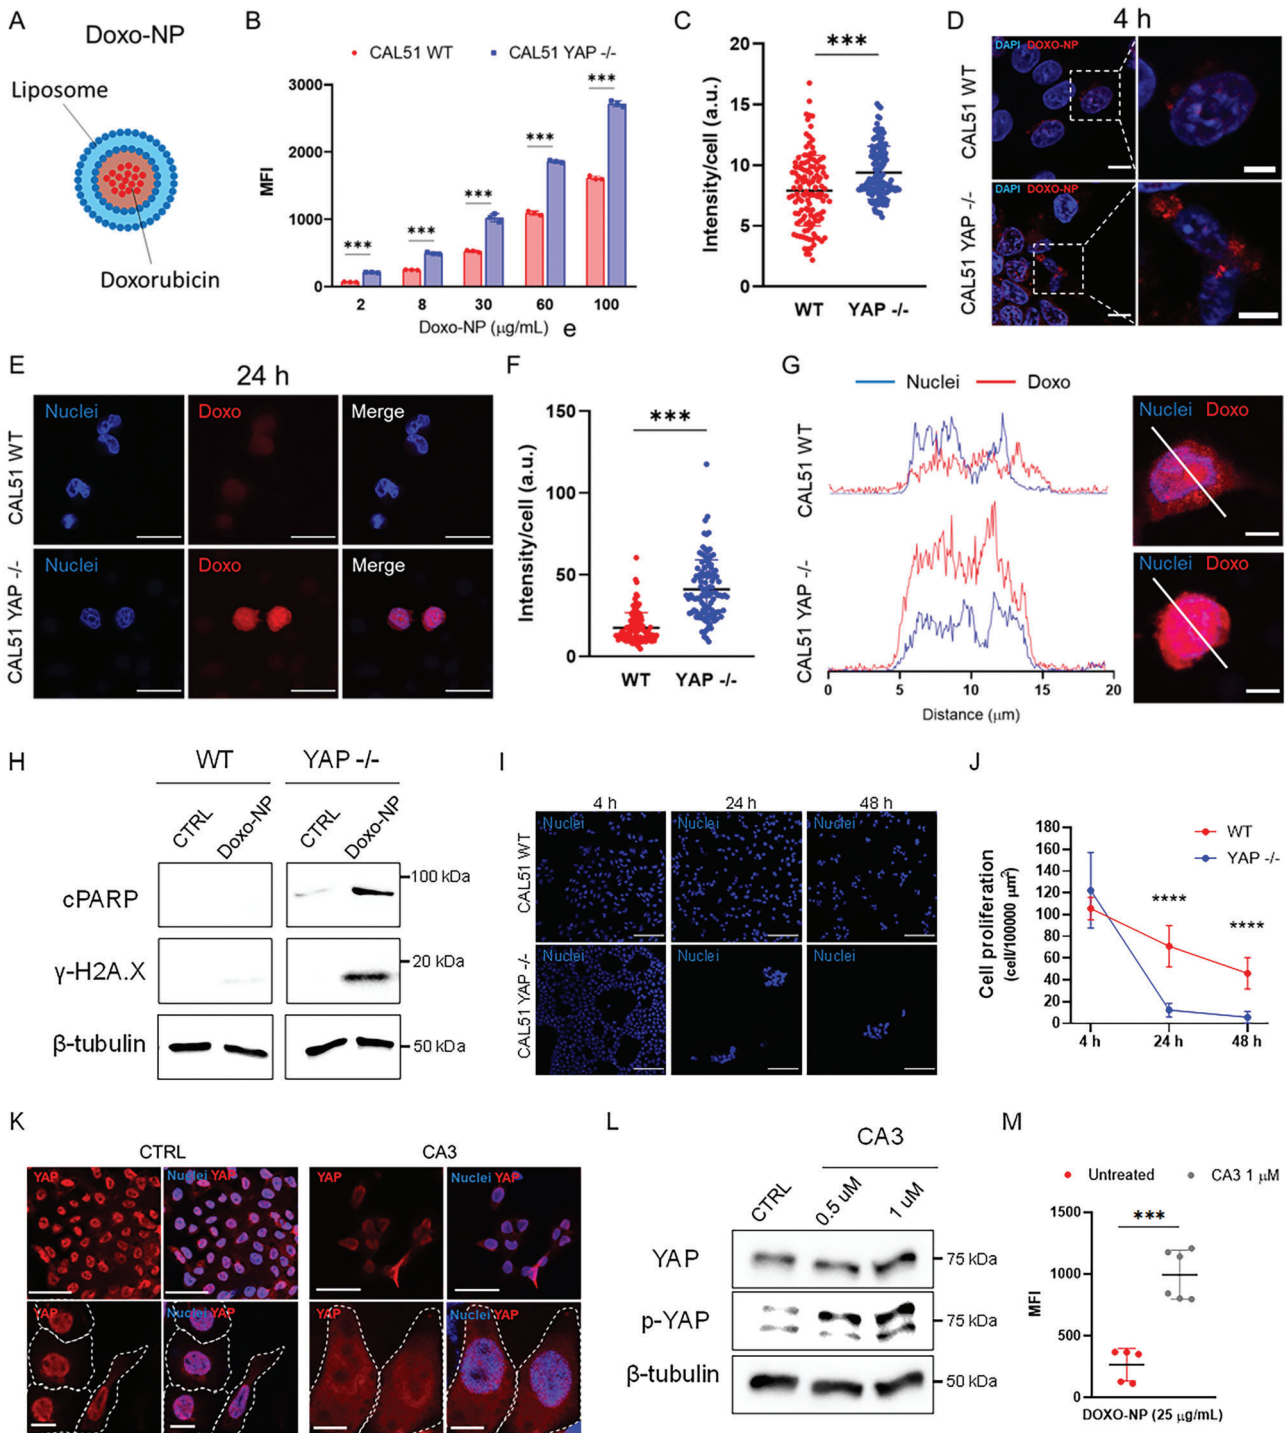 A
Doxo-NP
Liposome
Doxorubicin
B
CAL51 WT
CAL51 YAP -/-
MFI
3000
2000
1000
0
***
***
***
***
***
2
8
30
60
100
Doxo-NP (μg/mL)
e
C
Intensity/cell (a.u.)
20
15
10
5
0
***
WT
YAP -/-
D
4 h
CAL51 WT
DAPI DOXO-NP
CAL51 YAP -/-
DAPI DOXO-NP
E
24 h
CAL51 WT
Nuclei
Doxo
Merge
CAL51 YAP -/-
Nuclei
Doxo
Merge
F
Intensity/cell (a.u.)
150
100
50
0
***
WT
YAP -/-
G
Nuclei
Doxo
CAL51 WT
CAL51 YAP -/-
0
5
10
15
20
Distance (μm)
Nuclei Doxo
Nuclei Doxo
H
WT
YAP -/-
CTRL
Doxo-NP
CTRL
Doxo-NP
cPARP
100 kDa
γ-H2A.X
20 kDa
β-tubulin
50 kDa
I
4 h
24 h
48 h
CAL51 WT
Nuclei
Nuclei
Nuclei
CAL51 YAP -/-
Nuclei
Nuclei
Nuclei
J
WT
YAP -/-
Cell proliferation
(cell/100000 μm²)
180
160
140
120
100
80
60
40
20
0
****
****
4 h
24 h
48 h
K
CTRL
CA3
YAP
Nuclei YAP
YAP
Nuclei YAP
YAP
Nuclei YAP
YAP
Nuclei YAP
L
CA3
CTRL
0.5 uM
1 uM
YAP
75 kDa
p-YAP
75 kDa
β-tubulin
50 kDa
M
Untreated
CA3 1 μM
MFI
1500
1000
500
0
***
DOXO-NP (25 μg/mL)